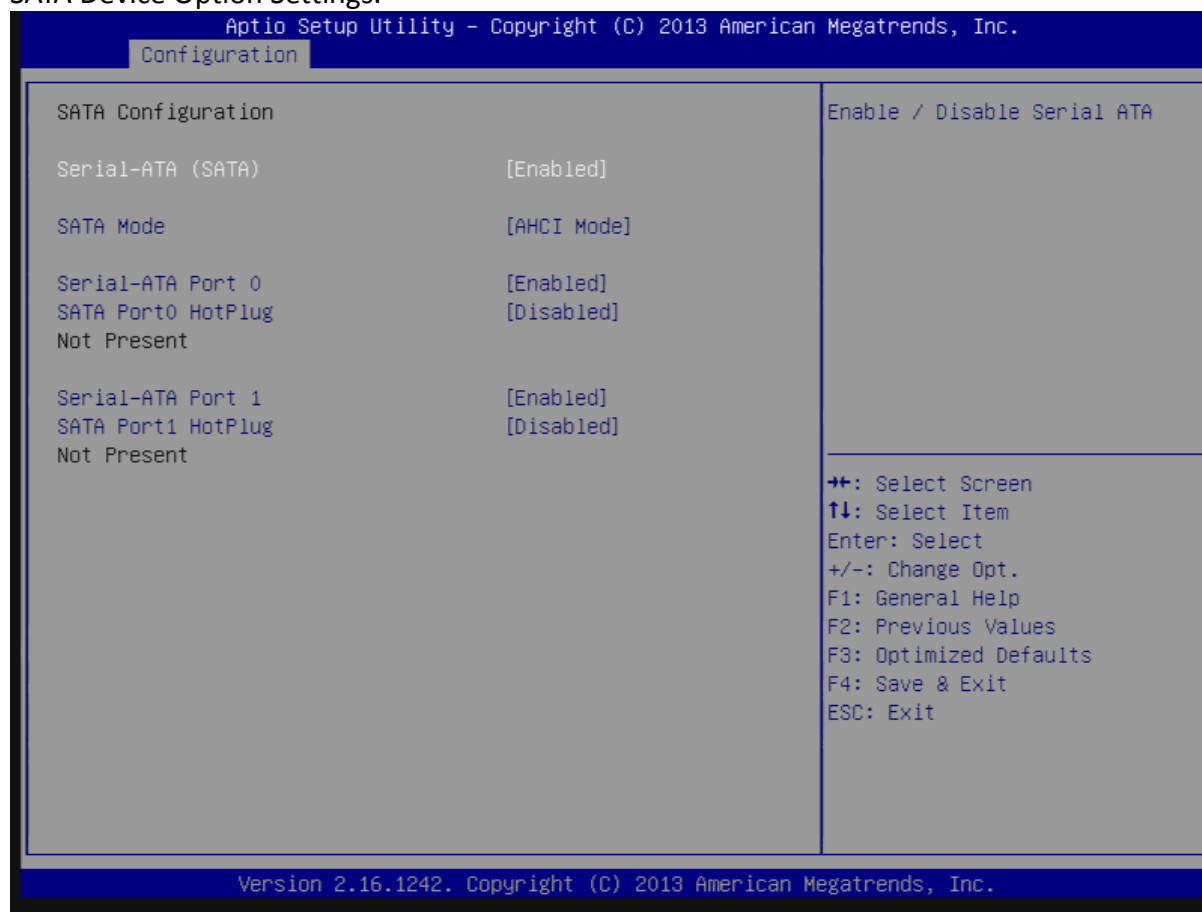 SATA Device Option Settings.
Aptio Setup Utility – Copyright (C) 2013 American Megatrends, Inc.
Configuration
SATA Configuration
Serial-ATA (SATA) [Enabled]
SATA Mode [AHCI Mode]
Serial-ATA Port 0 [Enabled]
SATA Port0 HotPlug [Disabled]
Not Present
Serial-ATA Port 1 [Enabled]
SATA Port1 HotPlug [Disabled]
Not Present
Enable / Disable Serial ATA
→←: Select Screen
↑↓: Select Item
Enter: Select
+/-: Change Opt.
F1: General Help
F2: Previous Values
F3: Optimized Defaults
F4: Save & Exit
ESC: Exit
Version 2.16.1242. Copyright (C) 2013 American Megatrends, Inc.